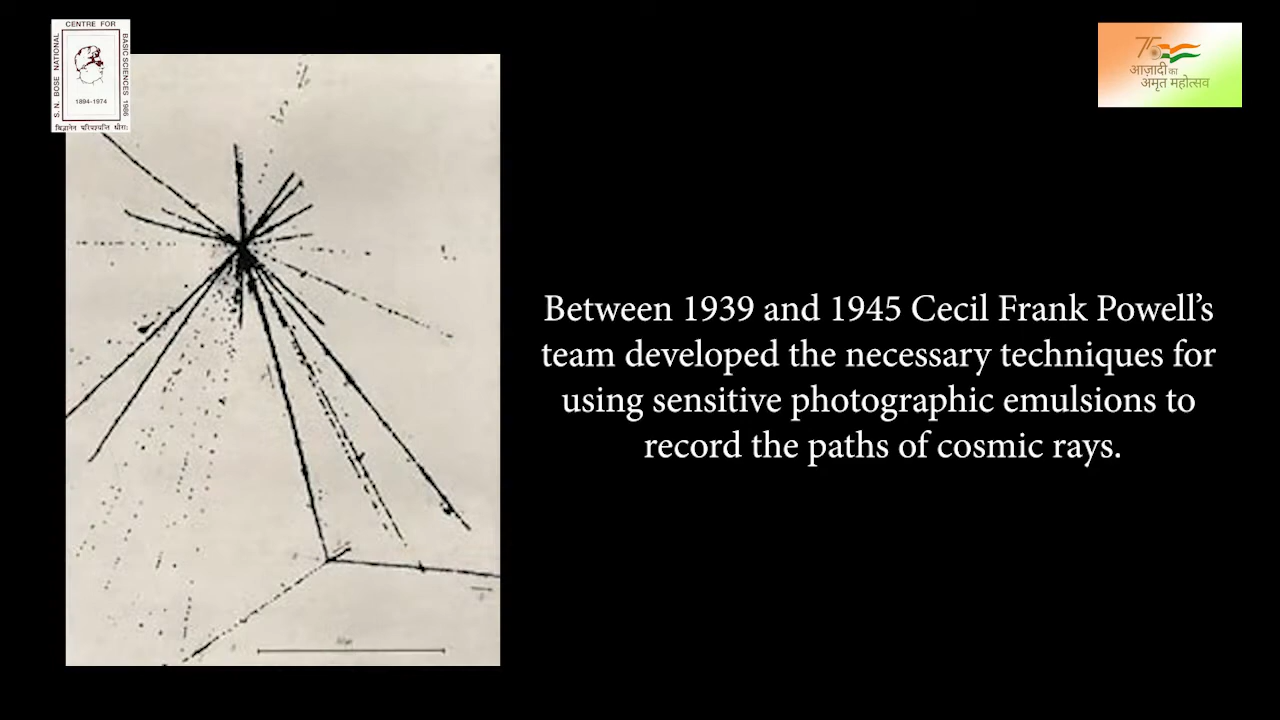 CENTRE FOR
S. N. BOSE NATIONAL
BASIC SCIENCES 1986
1894-1974
75
आज़ादी का
अमृत महोत्सव
Between 1939 and 1945 Cecil Frank Powell’s
team developed the necessary techniques for
using sensitive photographic emulsions to
record the paths of cosmic rays.